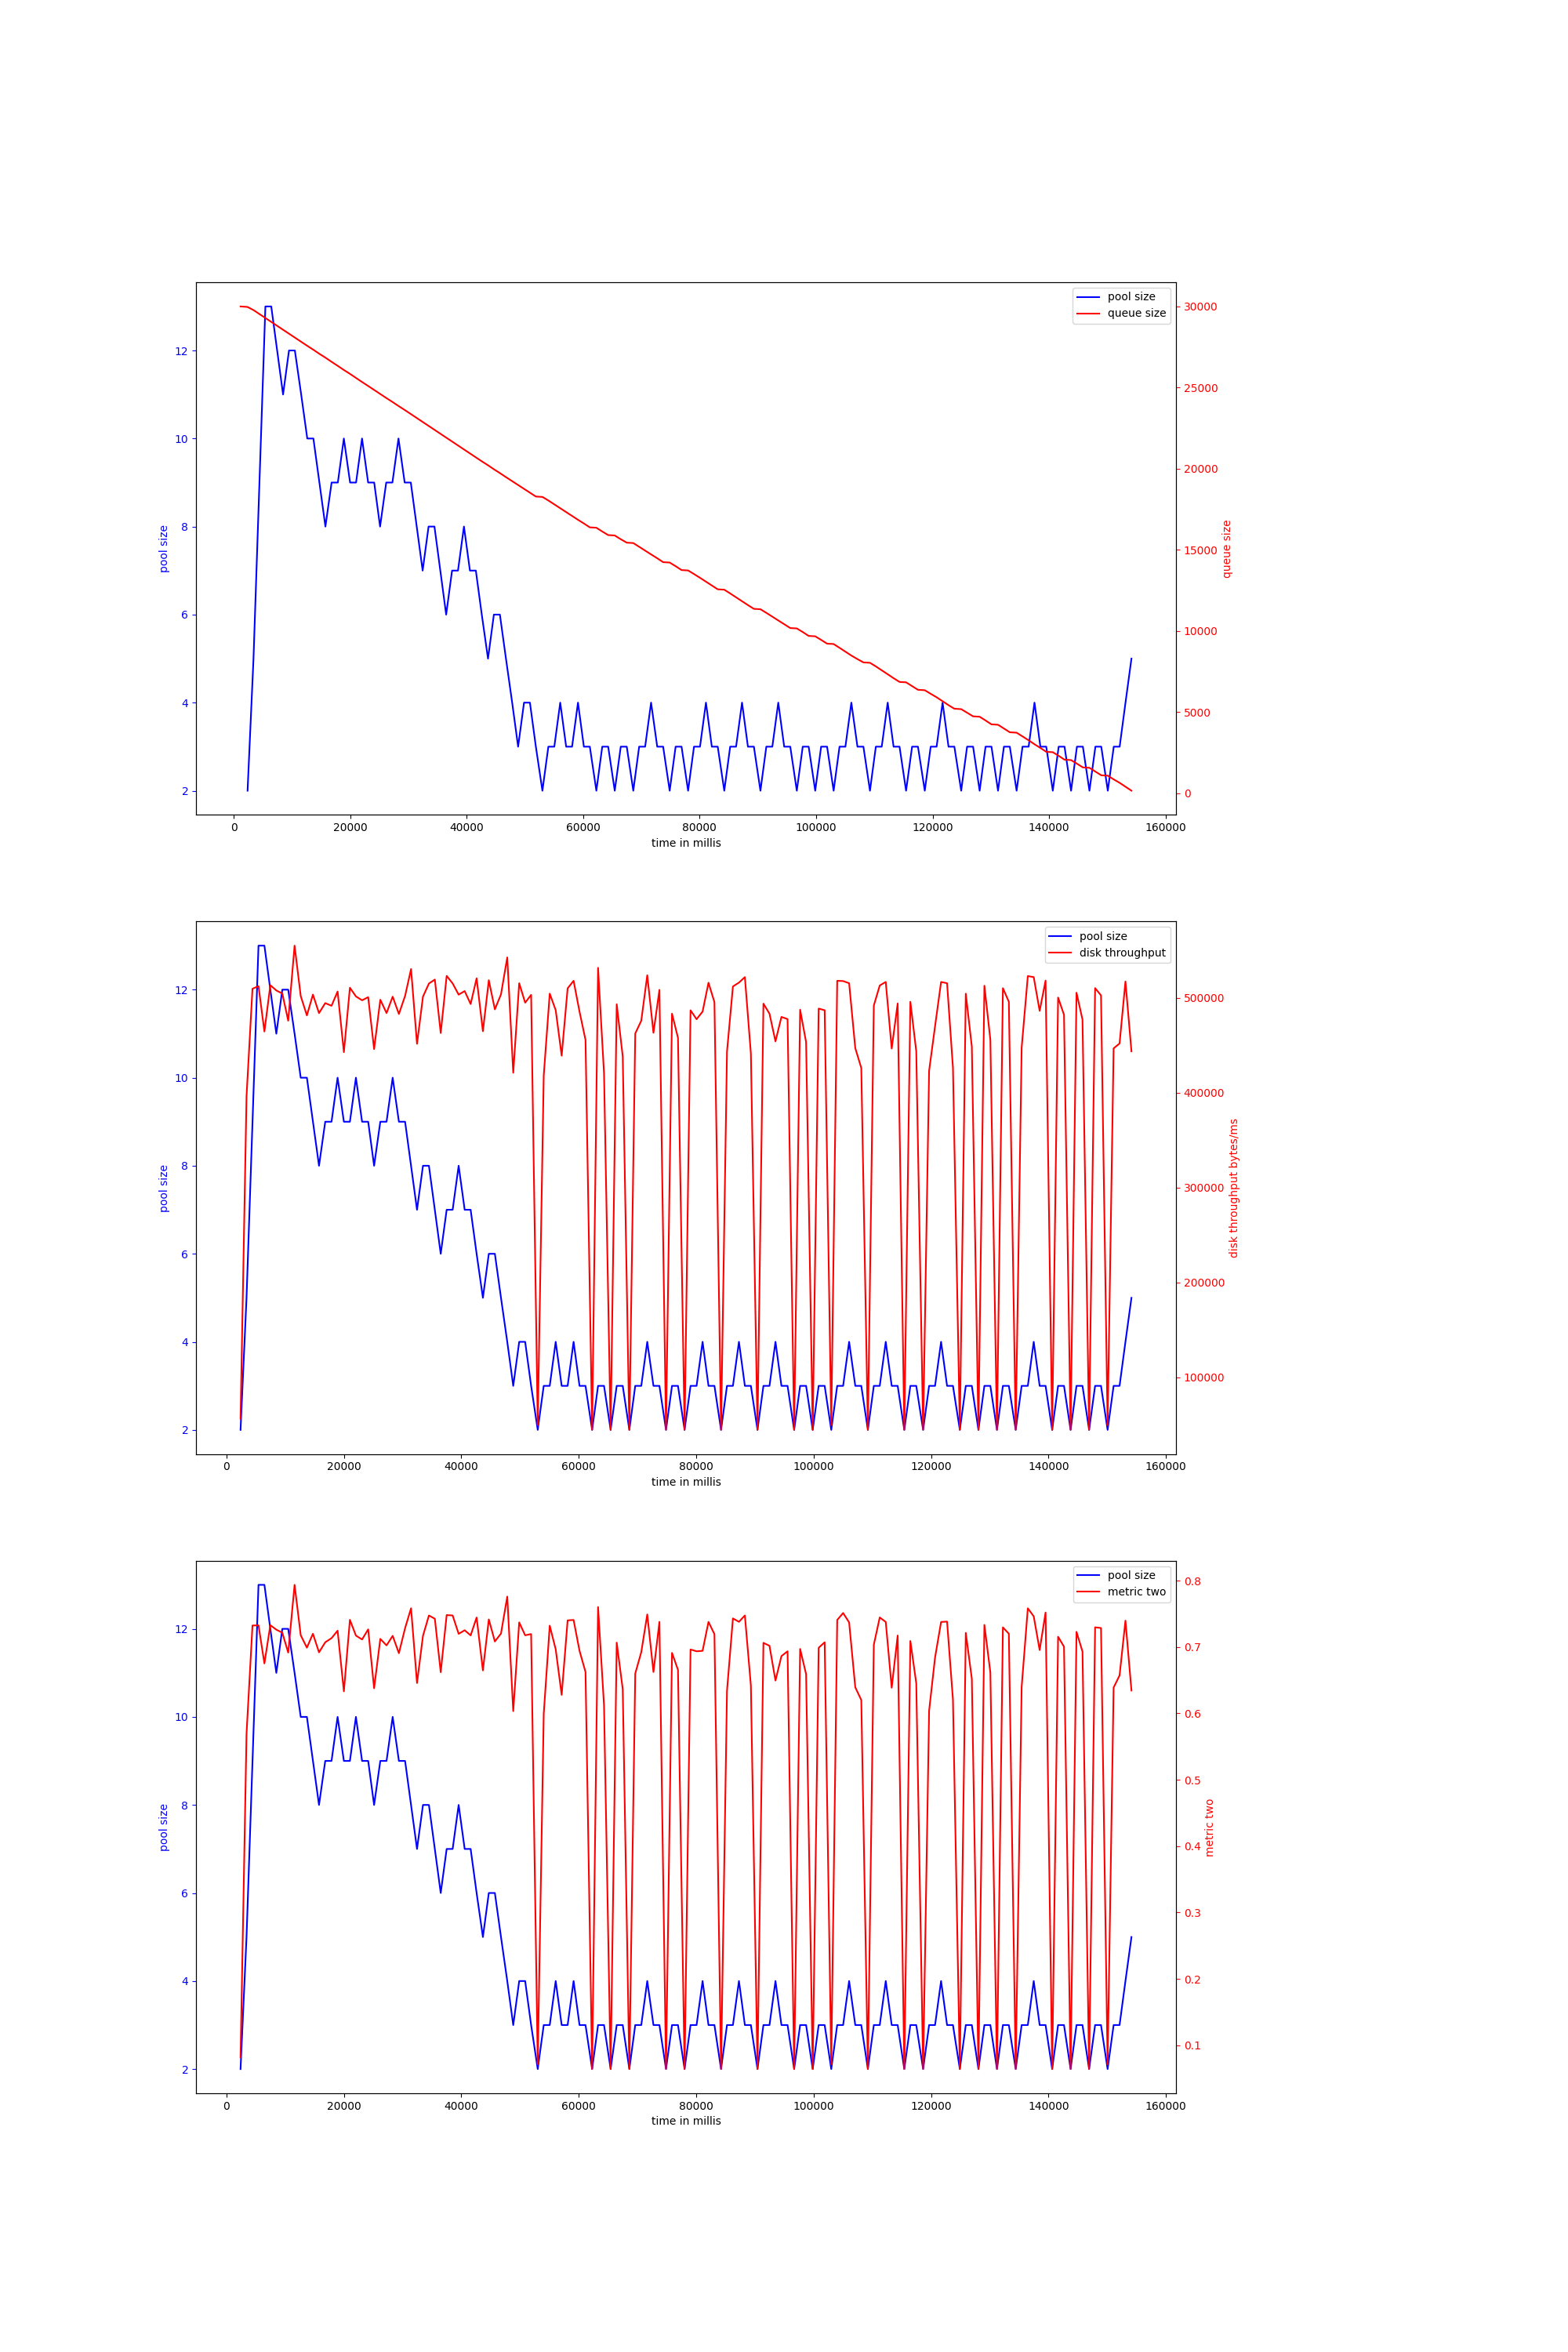 pool size
queue size
12
10
8
6
4
2
pool size
30000
25000
20000
15000
10000
5000
0
queue size
0 20000 40000 60000 80000 100000 120000 140000 160000
time in millis
pool size
disk throughput
12
10
8
6
4
2
pool size
500000
400000
300000
200000
100000
disk throughput bytes/ms
0 20000 40000 60000 80000 100000 120000 140000 160000
time in millis
pool size
metric two
12
10
8
6
4
2
pool size
0.8
0.7
0.6
0.5
0.4
0.3
0.2
0.1
metric two
0 20000 40000 60000 80000 100000 120000 140000 160000
time in millis